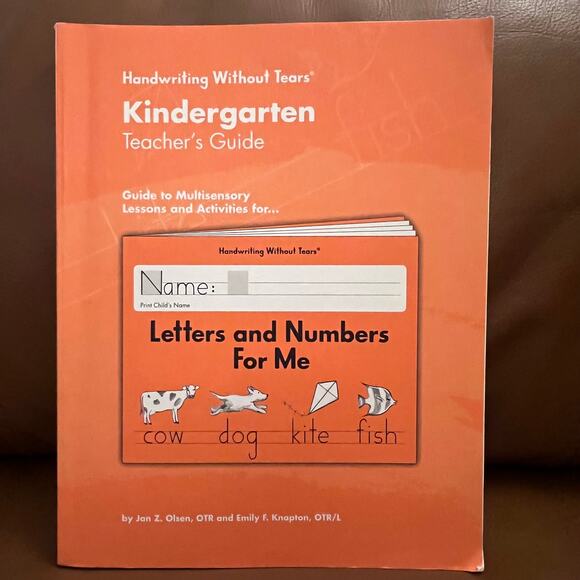 Handwriting Without Tears®
Kindergarten
Teacher's Guide
fish
Guide to Multisensory
Lessons and Activities for...
Handwriting Without Tears®
Name:
Print Child's Name
Letters and Numbers
For Me
cow dog kite fish
by Jan Z. Olsen, OTR and Emily F. Knapton, OTR/L